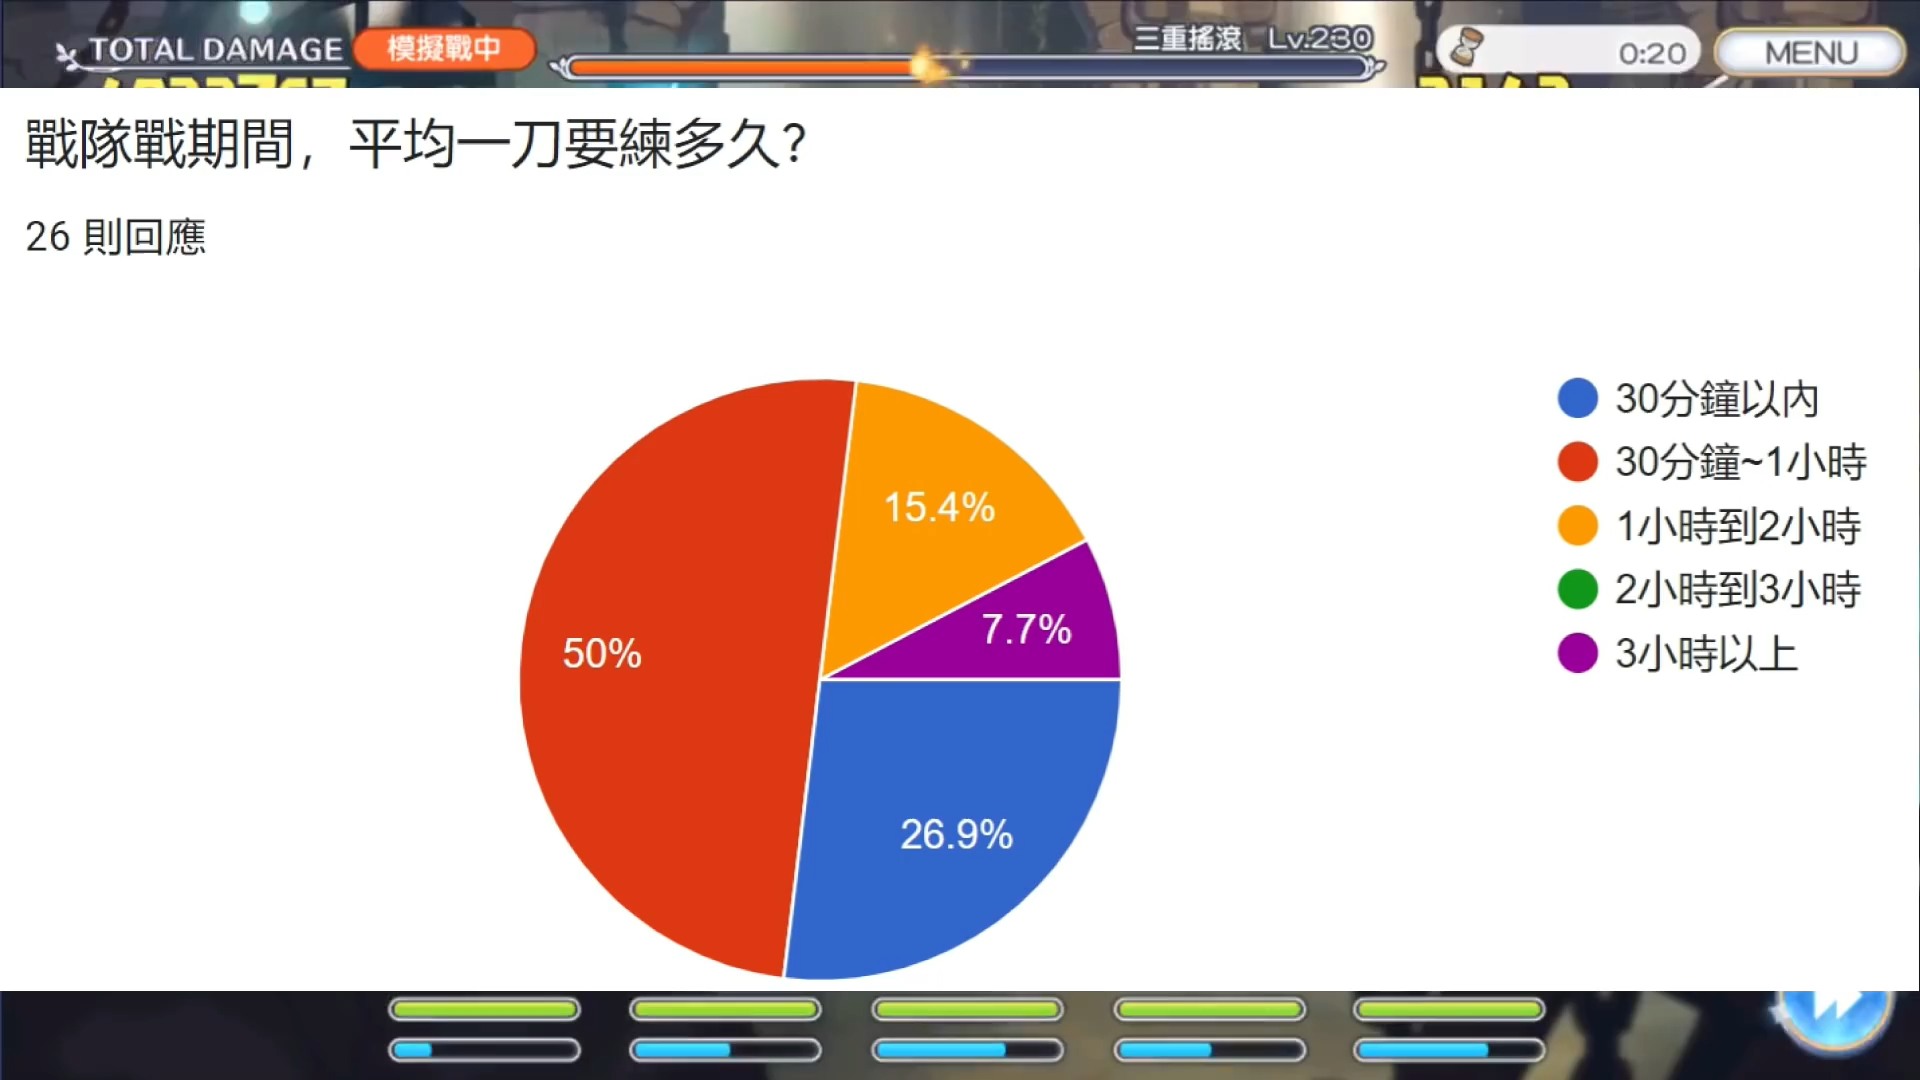 TOTAL DAMAGE
模擬戰中
三重搖滾 Lv.230
0:20
MENU
戰隊戰期間，平均一刀要練多久？
26 則回應
30分鐘以內
30分鐘~1小時
1小時到2小時
2小時到3小時
3小時以上
15.4%
7.7%
50%
26.9%